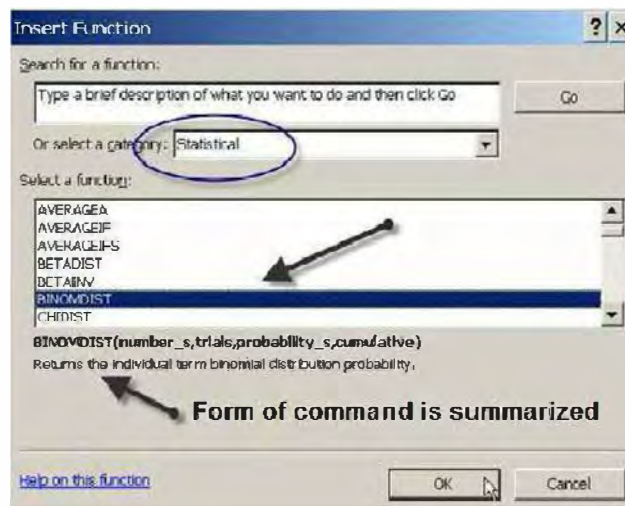 Insert Function
? ×
Search for a function:
Type a brief description of what you want to do and then click Go
Go
Or select a category: Statistical
Select a function:
AVERAGEA
AVERAGEIF
AVERAGEIFS
BETADIST
BETAINV
BINOMDIST
CHIDIST
BINOMDIST(number_s,trials,probability_s,cumulative)
Returns the individual term binomial distribution probability.
Form of command is summarized
Help on this function
OK
Cancel